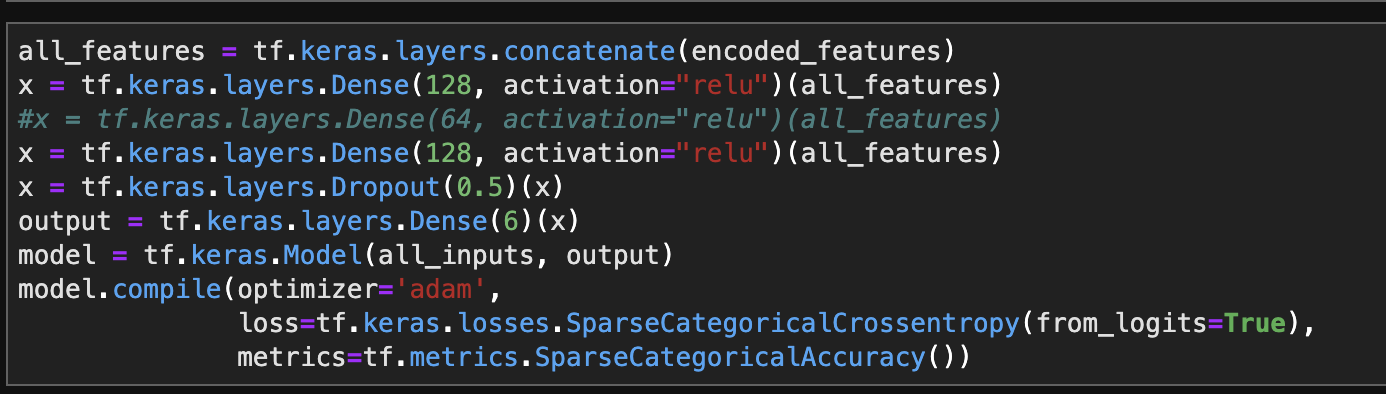 all_features = tf.keras.layers.concatenate(encoded_features)
x = tf.keras.layers.Dense(128, activation="relu")(all_features)
#x = tf.keras.layers.Dense(64, activation="relu")(all_features)
x = tf.keras.layers.Dense(128, activation="relu")(all_features)
x = tf.keras.layers.Dropout(0.5)(x)
output = tf.keras.layers.Dense(6)(x)
model = tf.keras.Model(all_inputs, output)
model.compile(optimizer='adam',
              loss=tf.keras.losses.SparseCategoricalCrossentropy(from_logits=True),
              metrics=tf.metrics.SparseCategoricalAccuracy())